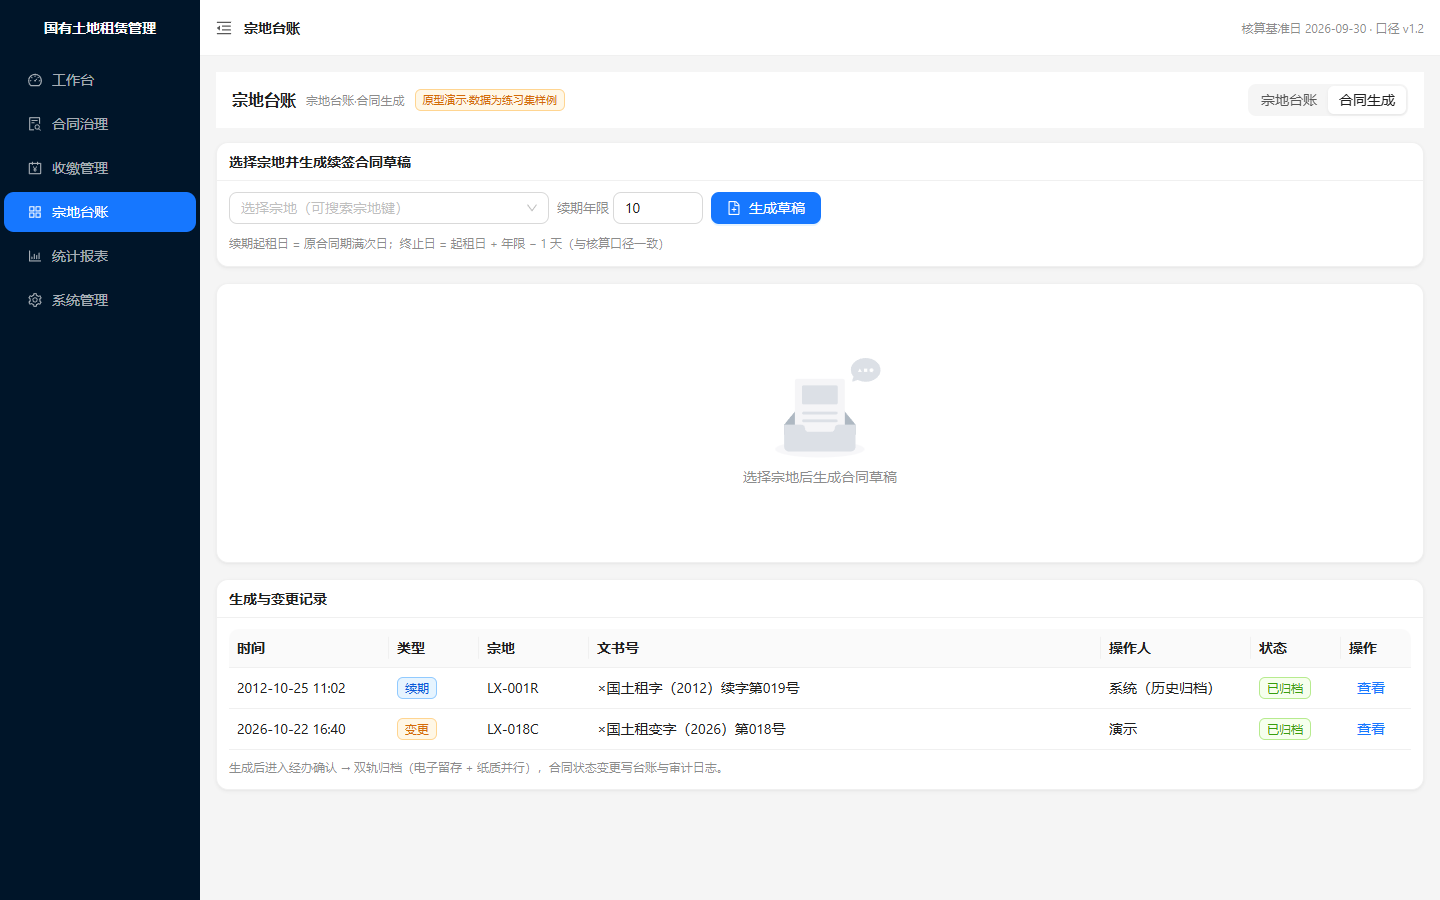 国有土地租赁管理
工作台
合同治理
收缴管理
宗地台账
统计报表
系统管理
宗地台账
核算基准日 2026-09-30 · 口径 v1.2
宗地台账 宗地台账·合同生成 原型演示·数据为练习集样例
宗地台账 合同生成
选择宗地并生成续签合同草稿
选择宗地（可搜索宗地键） 续期年限 10 生成草稿
续期起租日 = 原合同期满次日；终止日 = 起租日 + 年限 − 1 天（与核算口径一致）
选择宗地后生成合同草稿
生成与变更记录
时间 类型 宗地 文书号 操作人 状态 操作
2012-10-25 11:02 续期 LX-001R ×国土租字（2012）续字第019号 系统（历史归档） 已归档 查看
2026-10-22 16:40 变更 LX-018C ×国土租变字（2026）第018号 演示 已归档 查看
生成后进入经办确认 → 双轨归档（电子留存 + 纸质并行），合同状态变更写台账与审计日志。